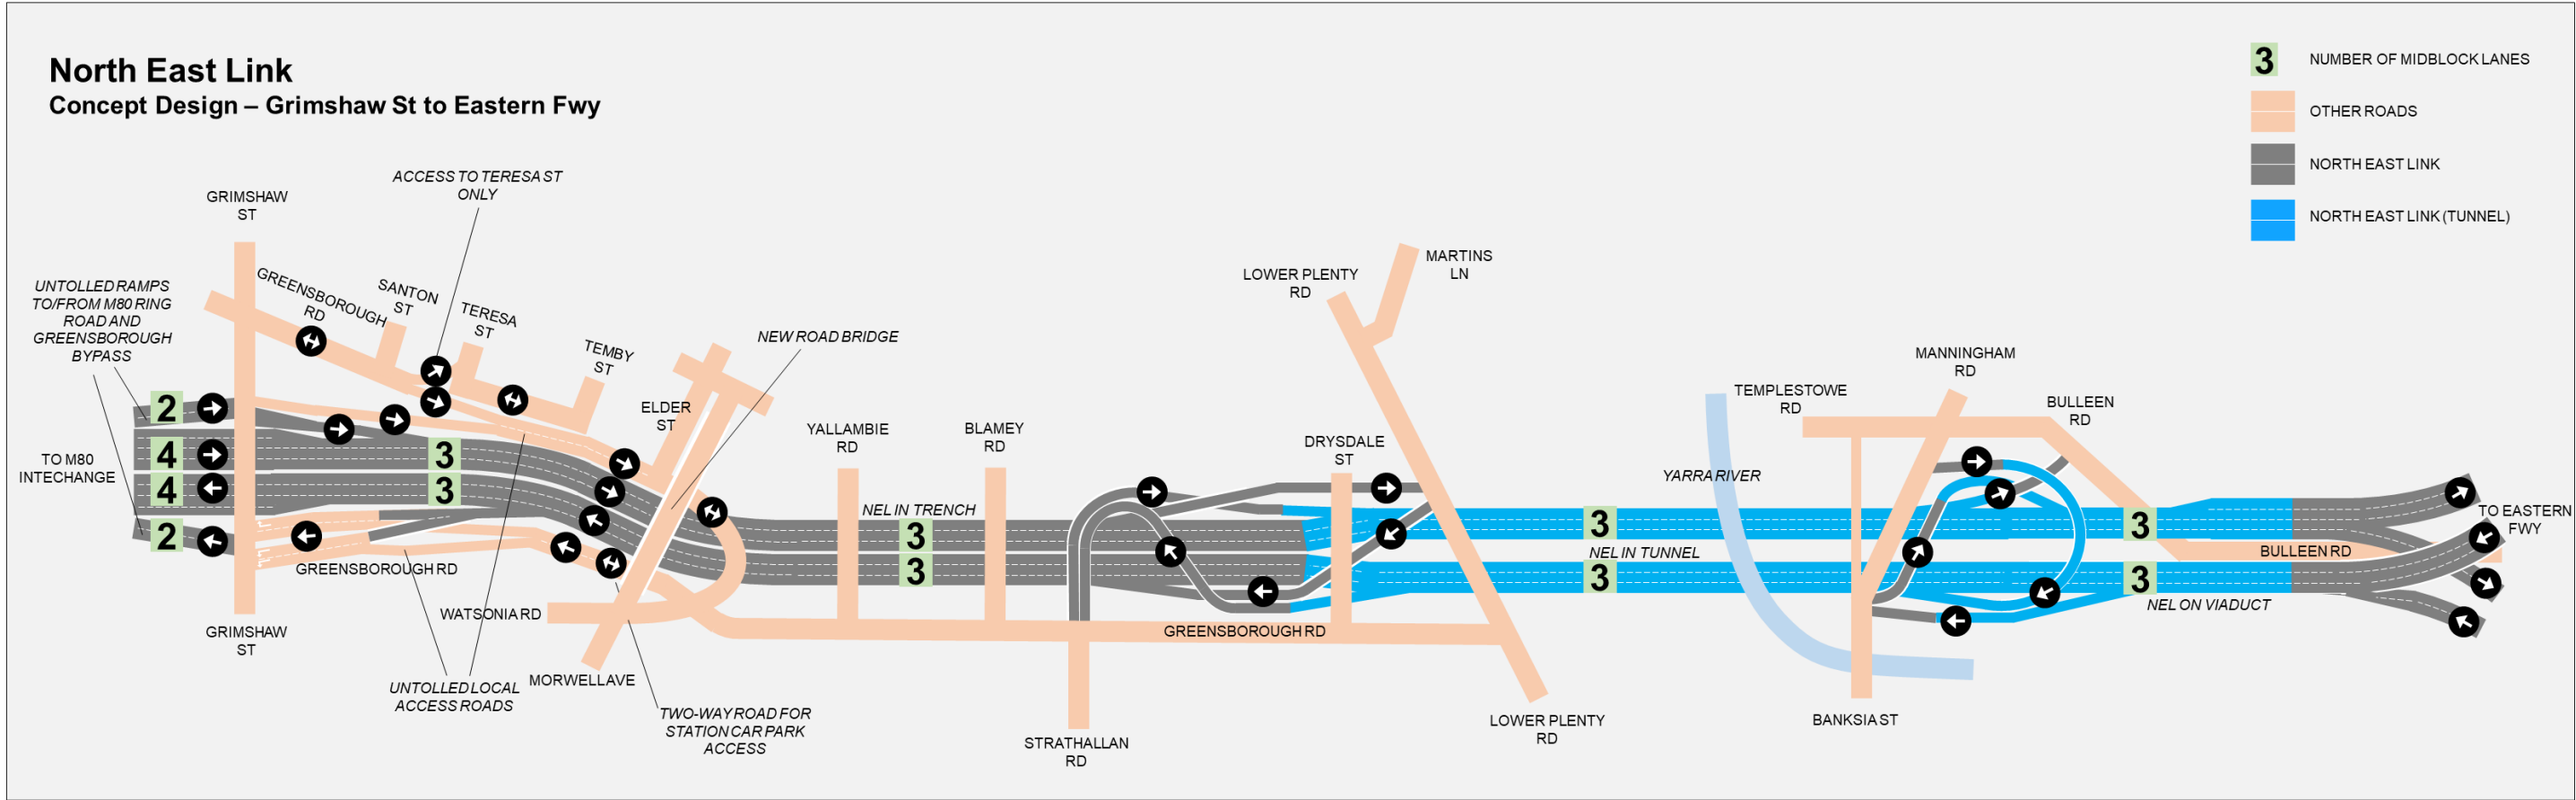 North East Link
Concept Design – Grimshaw St to Eastern Fwy
3
NUMBER OF MIDBLOCK LANES
OTHER ROADS
NORTH EAST LINK
NORTH EAST LINK (TUNNEL)
ACCESS TO TERESA ST
ONLY
GRIMSHAW
ST
UNTOLLED RAMPS
TO/FROM M80 RING
ROAD AND
GREENSBOROUGH
BYPASS
GREENSBOROUGH
RD
SANTON
ST
TERESA
ST
TEMBY
ST
ELDER
ST
NEW ROAD BRIDGE
2
4
4
2
TO M80
INTECHANGE
3
3
GREENSBOROUGH RD
GRIMSHAW
ST
WATSONIA RD
MORWELL AVE
UNTOLLED LOCAL
ACCESS ROADS
TWO-WAY ROAD FOR
STATION CAR PARK
ACCESS
YALLAMBIE
RD
BLAMEY
RD
NEL IN TRENCH
3
3
STRATHALLAN
RD
GREENSBOROUGH RD
DRYSDALE
ST
LOWER PLENTY
RD
MARTINS
LN
LOWER PLENTY
RD
3
NEL IN TUNNEL
3
YARRA RIVER
TEMPLESTOWE
RD
MANNINGHAM
RD
BULLEEN
RD
BANKSIA ST
3
3
NEL ON VIADUCT
BULLEEN RD
TO EASTERN
FWY